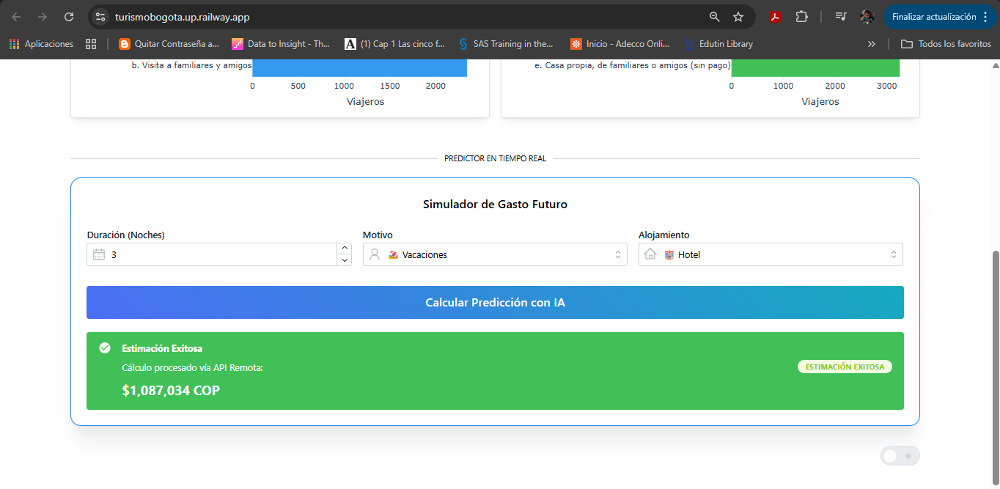 turismobogota.up.railway.app
Finalizar actualización
Aplicaciones
Quitar Contraseña a...
Data to Insight - Th...
(1) Cap 1 Las cinco f...
SAS Training in the...
Inicio - Adecco Onli...
Edutin Library
»
Todos los favoritos
b. Visita a familiares y amigos
0 500 1000 1500 2000
Viajeros
e. Casa propia, de familiares o amigos (sin pago)
0 1000 2000 3000
Viajeros
PREDICTOR EN TIEMPO REAL
Simulador de Gasto Futuro
Duración (Noches)
3
Motivo
🏖️ Vacaciones
Alojamiento
🏨 Hotel
Calcular Predicción con IA
Estimación Exitosa
Cálculo procesado vía API Remota:
$1,087,034 COP
ESTIMACIÓN EXITOSA